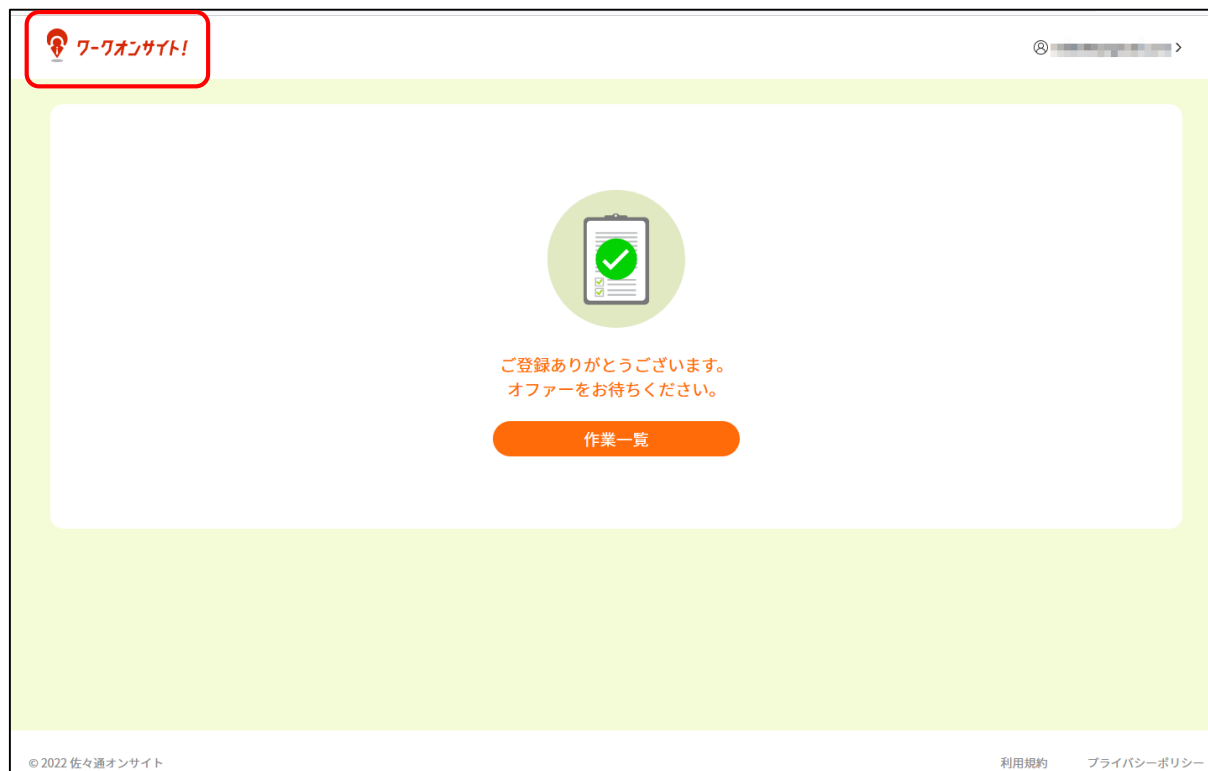 ワークオンサイト!
ご登録ありがとうございます。
オファーをお待ちください。
作業一覧
© 2022 佐々通オンサイト
利用規約 プライバシーポリシー